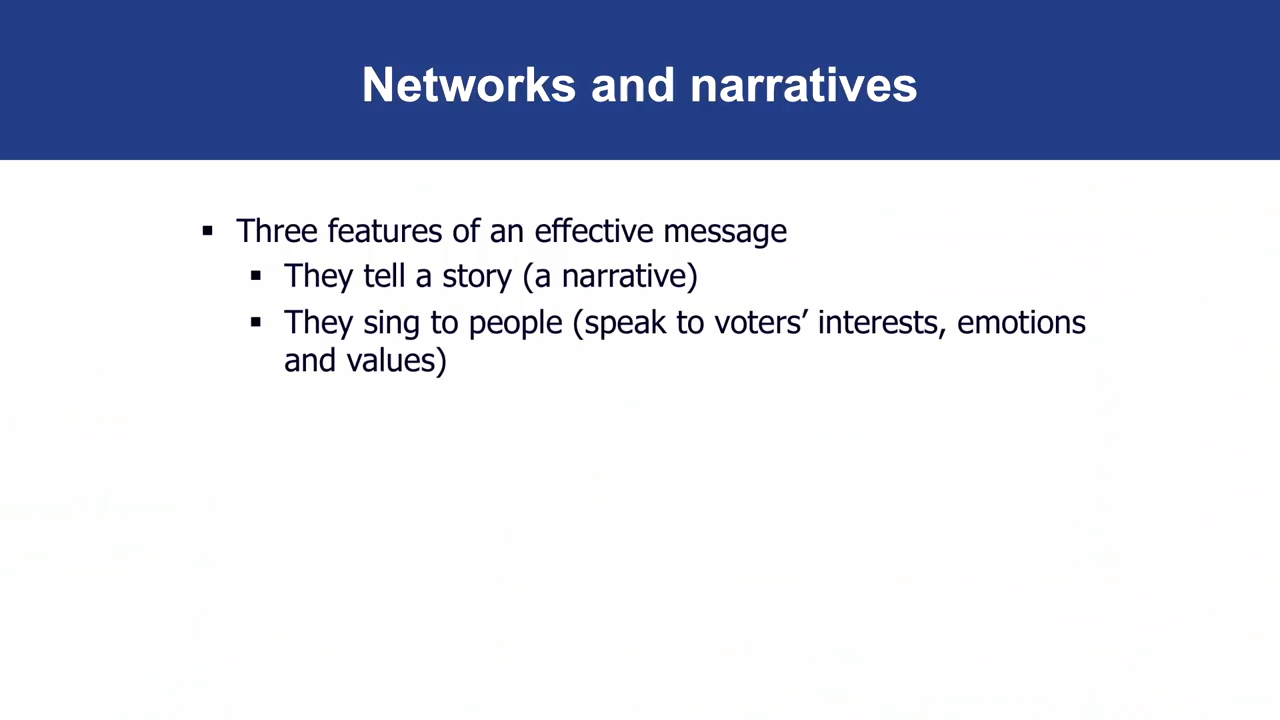 Networks and narratives
▪ Three features of an effective message
▪ They tell a story (a narrative)
▪ They sing to people (speak to voters’ interests, emotions
and values)